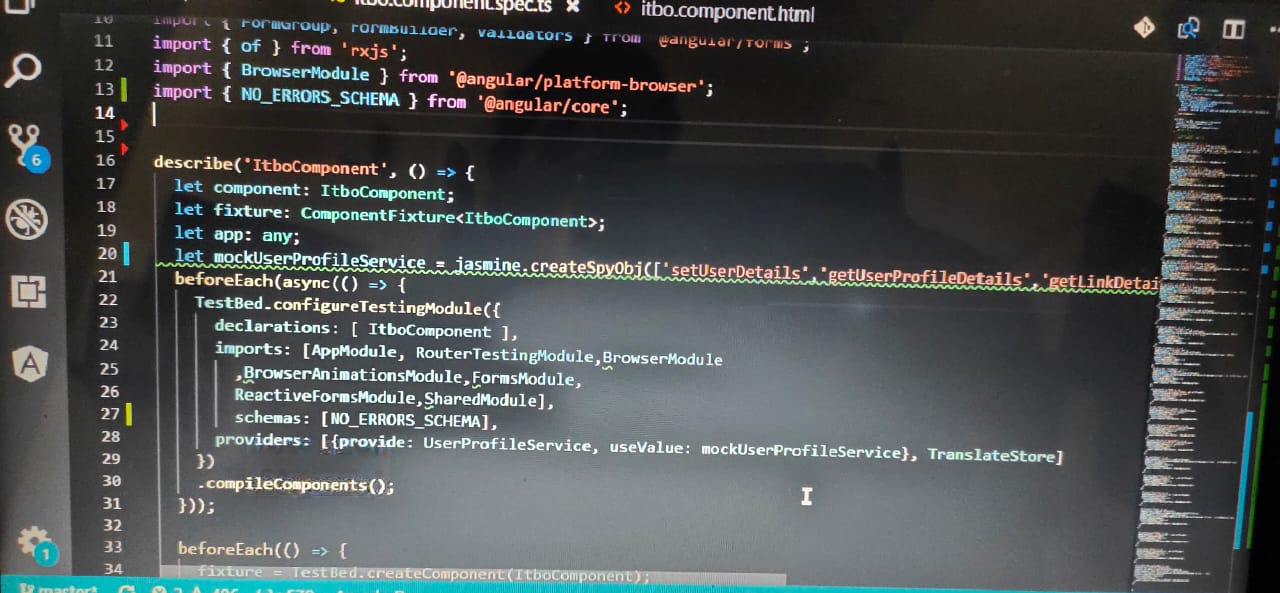 itbo.component.spec.ts × <> itbo.component.html
import { FormGroup, FormBuilder, Validators } from '@angular/forms';
11 import { of } from 'rxjs';
12 import { BrowserModule } from '@angular/platform-browser';
13 import { NO_ERRORS_SCHEMA } from '@angular/core';
14
15
16 describe('ItboComponent', () => {
17 let component: ItboComponent;
18 let fixture: ComponentFixture<ItboComponent>;
19 let app: any;
20 let mockUserProfileService = jasmine.createSpyObj(['setUserDetails','getUserProfileDetails','getLinkDetai
21 beforeEach(async(() => {
22 TestBed.configureTestingModule({
23 declarations: [ ItboComponent ],
24 imports: [AppModule, RouterTestingModule,BrowserModule
25 ,BrowserAnimationsModule,FormsModule,
26 ReactiveFormsModule,SharedModule],
27 schemas: [NO_ERRORS_SCHEMA],
28 providers: [{provide: UserProfileService, useValue: mockUserProfileService}, TranslateStore]
29 })
30 .compileComponents();
31 }));
32
33 beforeEach(() => {
34 fixture = TestBed.createComponent(ItboComponent);
6
1
master*